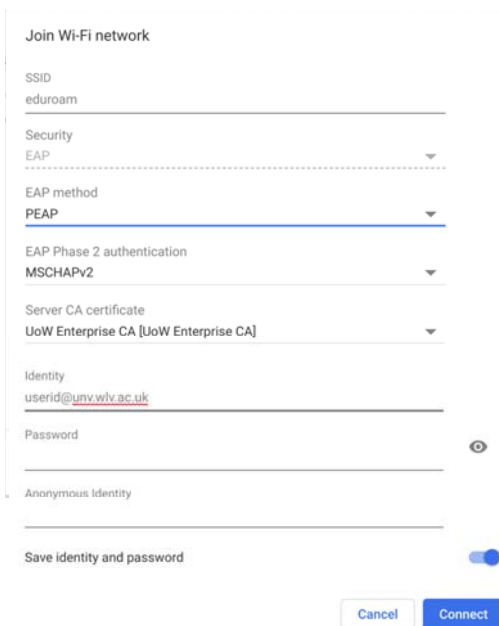 Join Wi-Fi network
SSID
eduroam
Security
EAP
EAP method
PEAP
EAP Phase 2 authentication
MSCHAPv2
Server CA certificate
UoW Enterprise CA [UoW Enterprise CA]
Identity
userid@unv.wlv.ac.uk
Password
Anonymous Identity
Save identity and password
Cancel Connect